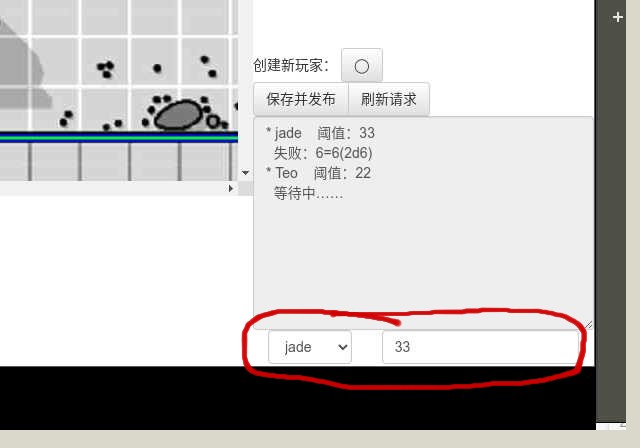 创建新玩家：
保存并发布 刷新请求
* jade 阈值：33
失败：6=6(2d6)
* Teo 阈值：22
等待中……
jade 33